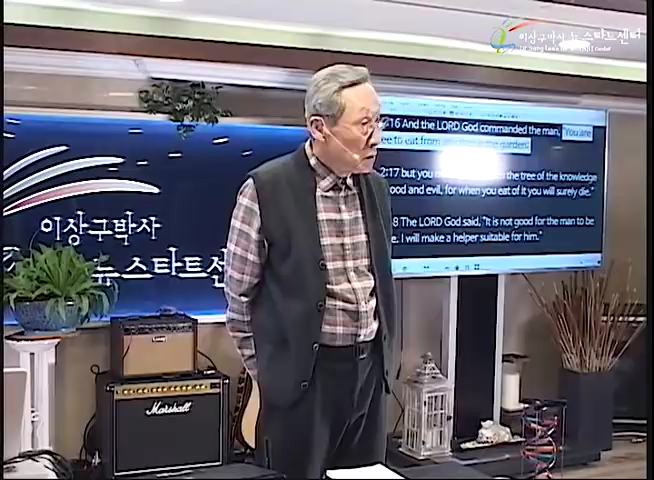 이상구박사 뉴스타트센터
2:16 And the LORD God commanded the man, "You are
ee to eat from
garden;
2:17 but you
the tree of the knowledge
ood and evil, for when you eat of it you will surely die."
8 The LORD God said, "It is not good for the man to be
e. I will make a helper suitable for him."
이상구박사
뉴스타트센
Marshall